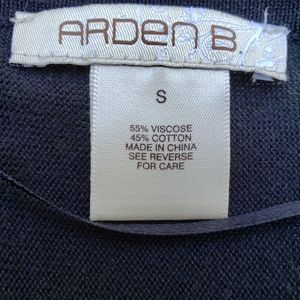 ARDEN B.
S
55% VISCOSE
45% COTTON
MADE IN CHINA
SEE REVERSE
FOR CARE